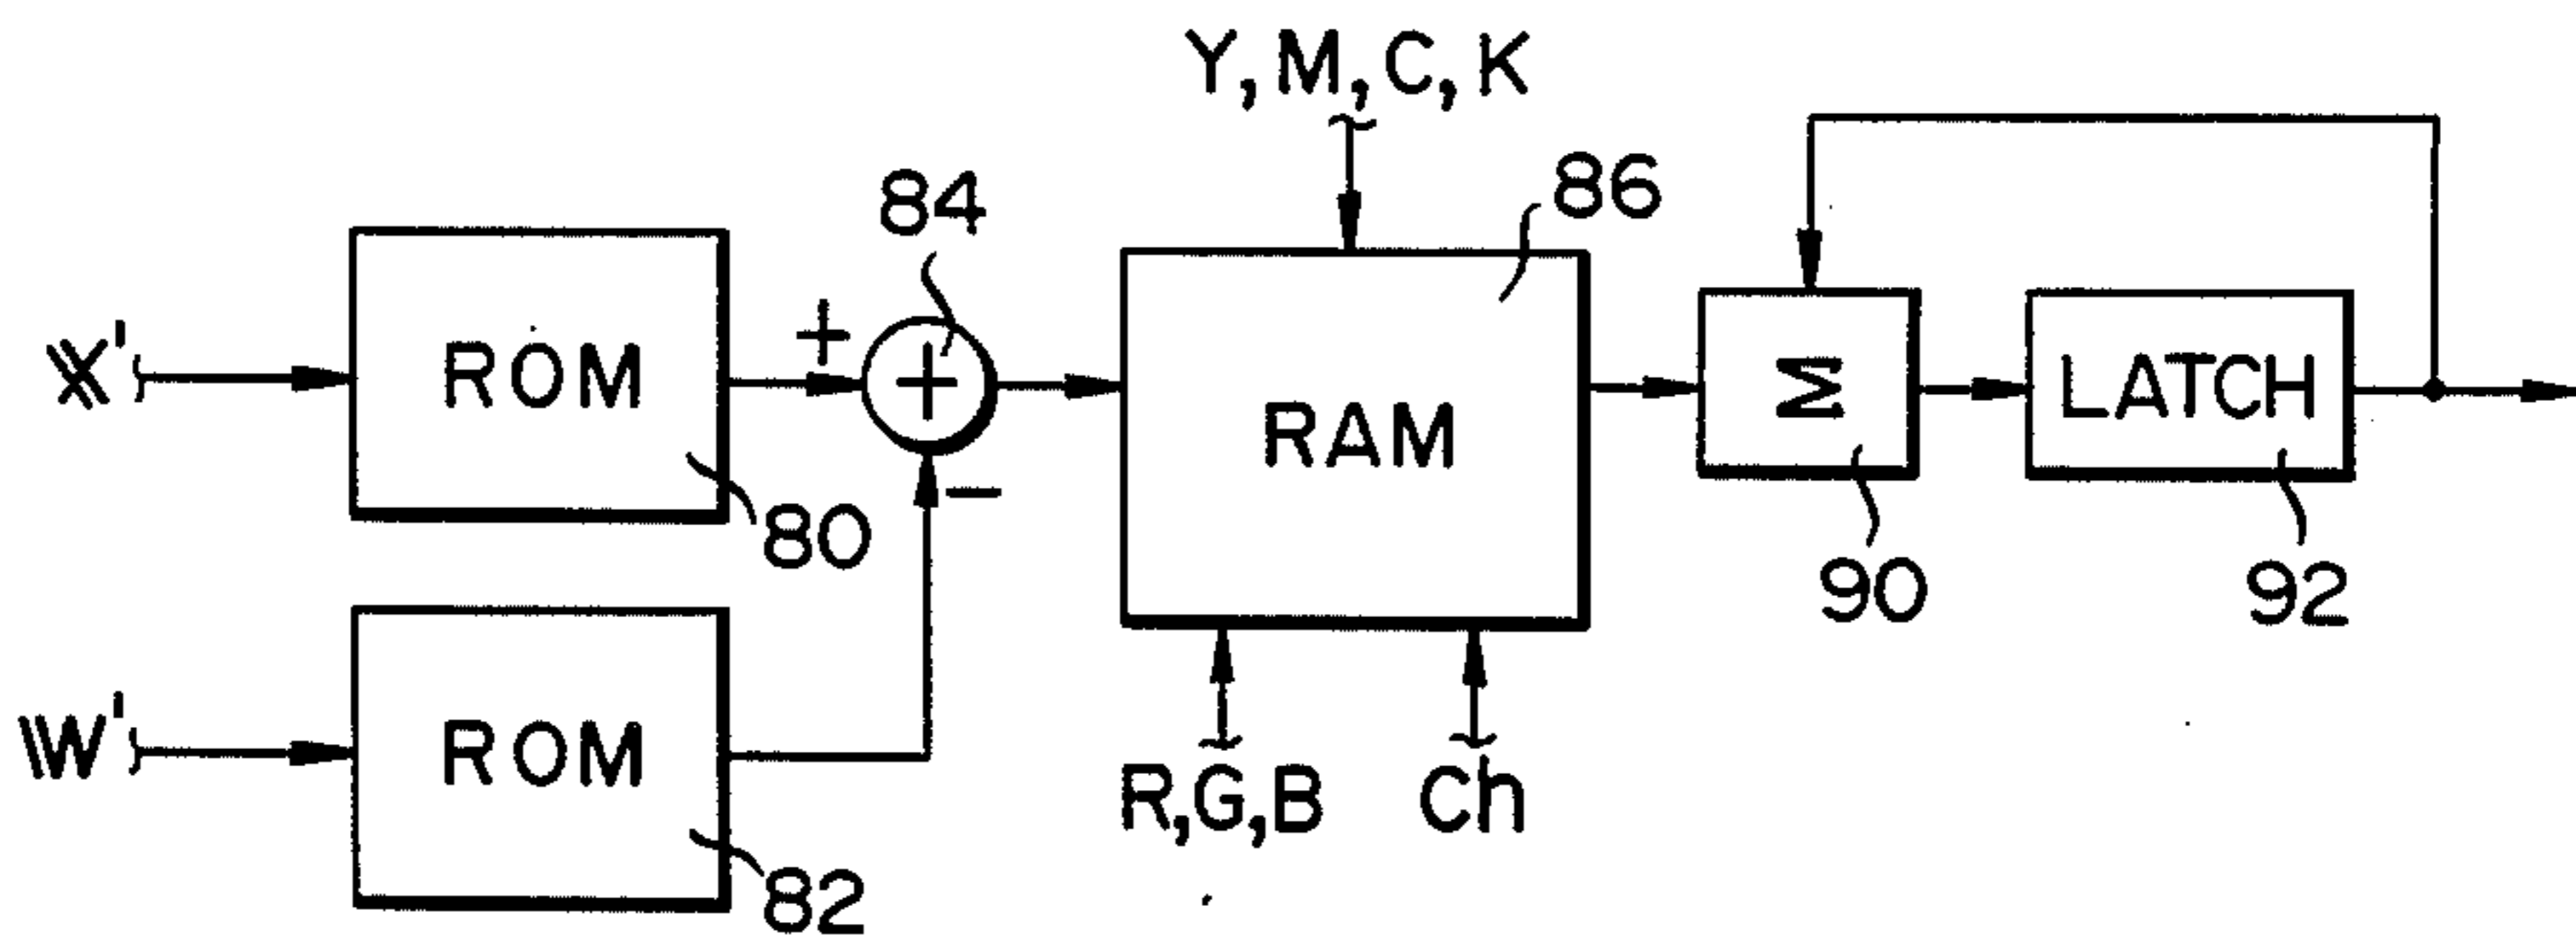 Y, M, C, K
84
86
𝕏'
ROM
+
+
RAM
Σ
LATCH
−
80
90
92
𝕎'
ROM
R, G, B
Ch
82